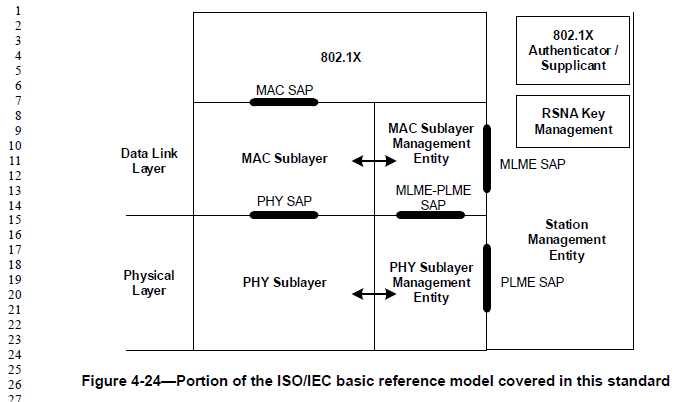 1
2
3
4
5
6
7
8
9
10
11
12
13
14
15
16
17
18
19
20
21
22
23
24
25
26
27
802.1X
MAC SAP
802.1X
Authenticator /
Supplicant
RSNA Key
Management
Data Link
Layer
MAC Sublayer
MAC Sublayer
Management
Entity
MLME SAP
PHY SAP
MLME-PLME
SAP
Station
Management
Entity
Physical
Layer
PHY Sublayer
PHY Sublayer
Management
Entity
PLME SAP
Figure 4-24—Portion of the ISO/IEC basic reference model covered in this standard